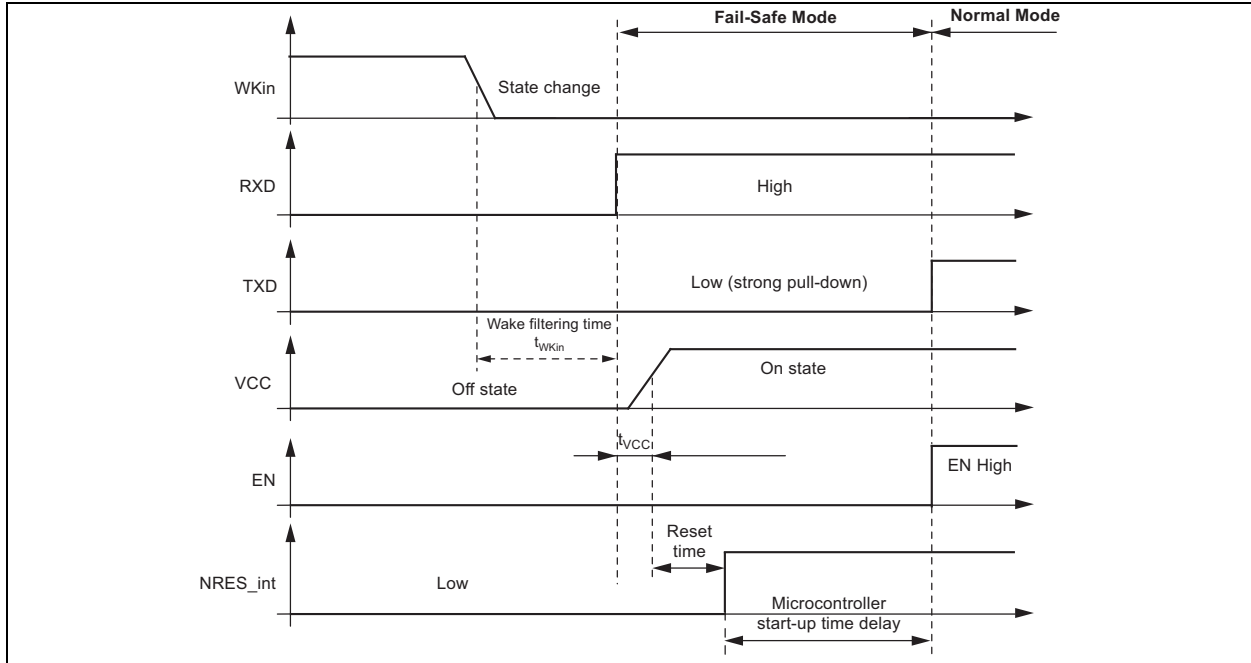 Fail-Safe Mode
Normal Mode
WKin
State change
RXD
High
TXD
Low (strong pull-down)
Wake filtering time
tWKin
VCC
Off state
On state
tVCC
EN
EN High
Reset
time
NRES_int
Low
Microcontroller
start-up time delay